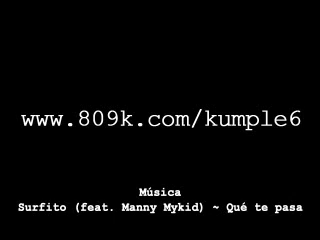 www.809k.com/kumple6
Música
Surfito (feat. Manny Mykid) ~ Qué te pasa